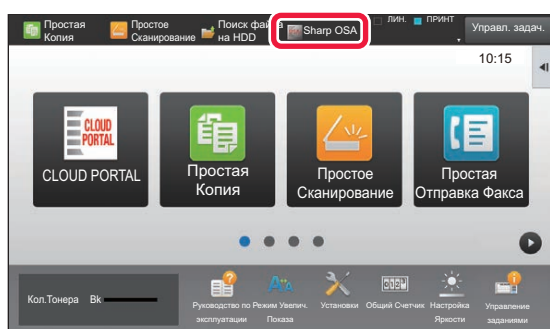 Простая
Копия
Простое
Сканирование
Поиск файла
на HDD
Sharp OSA
ЛИН.
ПРИНТ
Управл. задач.
10:15
CLOUD
PORTAL
CLOUD PORTAL
Простая
Копия
Простое
Сканирование
Простая
Отправка Факса
Кол.Тонера Bk
Руководство по
эксплуатации
Режим Увелич.
Показа
Установки
Общий Счетчик
Настройка
Яркости
Управление
заданиями